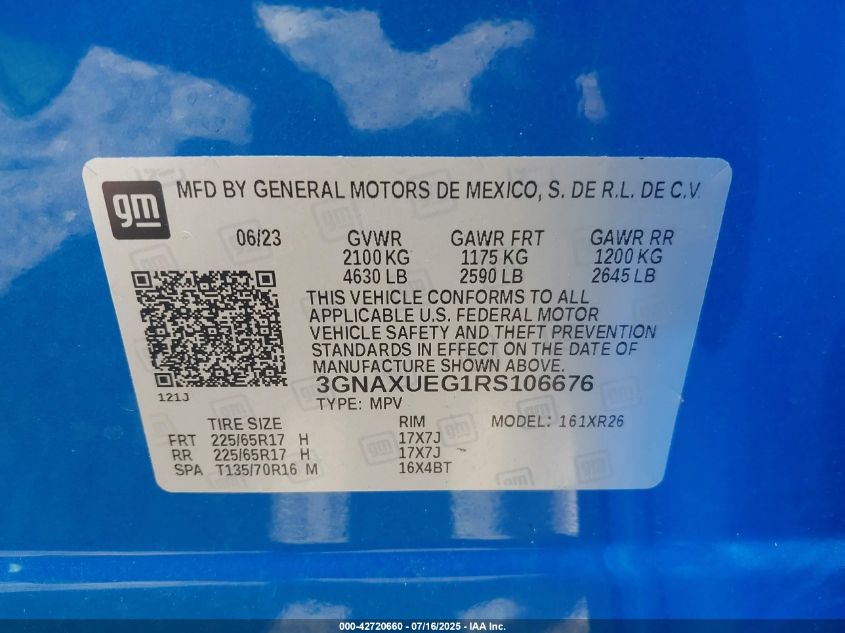 gm MFD BY GENERAL MOTORS DE MEXICO, S. DE R.L. DE C.V.
06/23 GVWR GAWR FRT GAWR RR
2100 KG 1175 KG 1200 KG
4630 LB 2590 LB 2645 LB
THIS VEHICLE CONFORMS TO ALL
APPLICABLE U.S. FEDERAL MOTOR
VEHICLE SAFETY AND THEFT PREVENTION
STANDARDS IN EFFECT ON THE DATE OF
MANUFACTURE SHOWN ABOVE.
3GNAXUEG1RS106676
121J
TYPE: MPV
TIRE SIZE RIM MODEL: 161XR26
FRT 225/65R17 H 17X7J
RR 225/65R17 H 17X7J
SPA T135/70R16 M 16X4BT
000-42720660 - 07/16/2025 - IAA Inc.